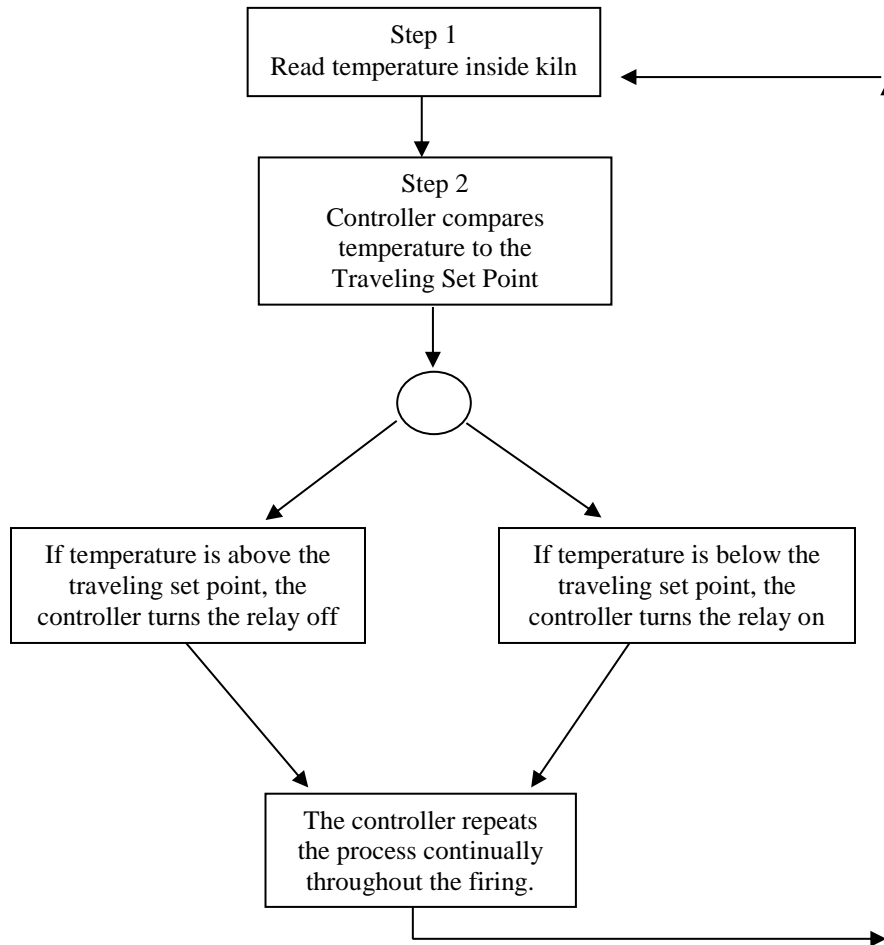 Step 1
Read temperature inside kiln
Step 2
Controller compares
temperature to the
Traveling Set Point
If temperature is above the
traveling set point, the
controller turns the relay off
If temperature is below the
traveling set point, the
controller turns the relay on
The controller repeats
the process continually
throughout the firing.